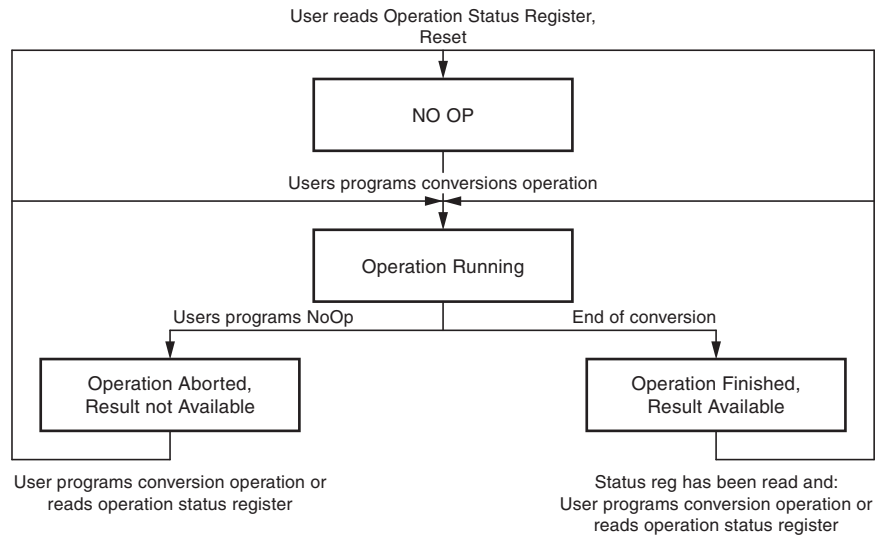 User reads Operation Status Register,
Reset
NO OP
Users programs conversions operation
Operation Running
Users programs NoOp
End of conversion
Operation Aborted,
Result not Available
Operation Finished,
Result Available
User programs conversion operation or
reads operation status register
Status reg has been read and:
User programs conversion operation or
reads operation status register